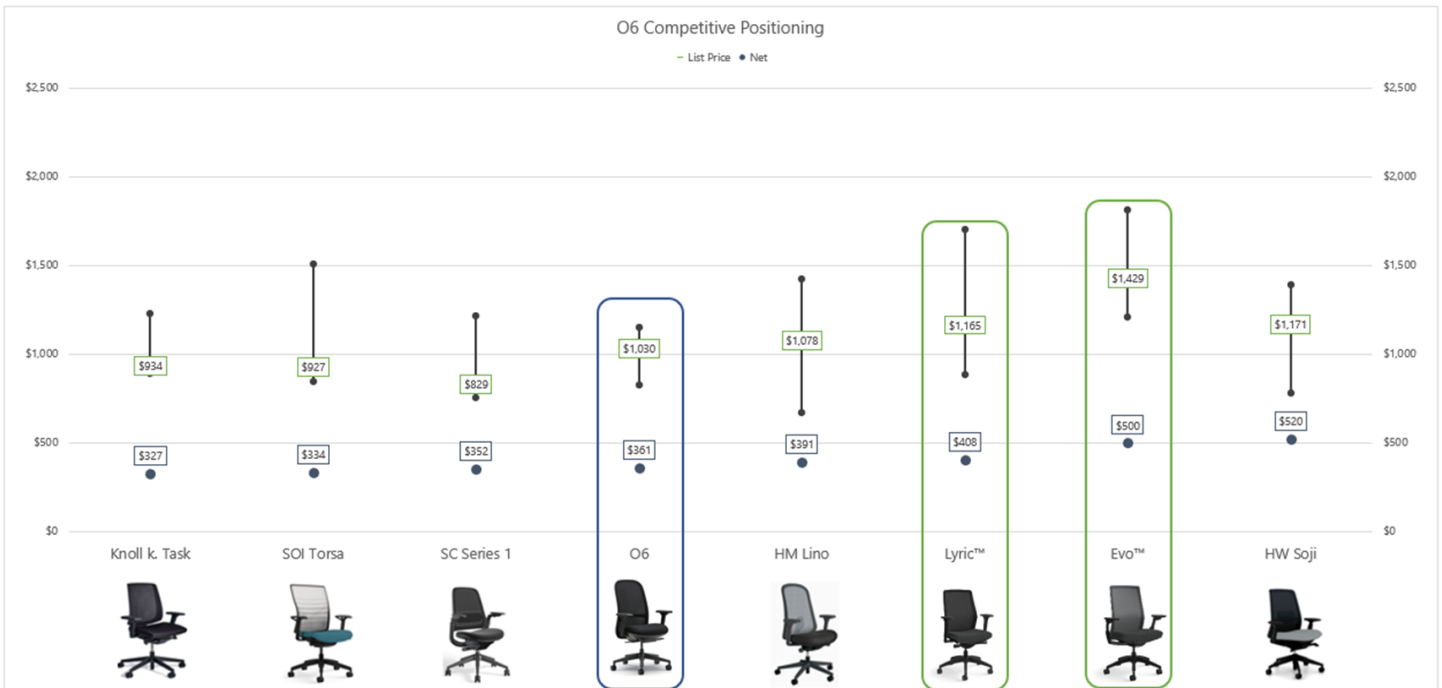 O6 Competitive Positioning
List Price Net
$2,500 $2,500
$2,000 $2,000
$1,500 $1,500
$1,429
$1,165 $1,171
$1,030 $1,078
$1,000 $1,000
$934 $927 $829
$500 $500
$327 $334 $352 $361 $391 $408 $500 $520
$0 $0
Knoll k. Task SOI Torsa SC Series 1 O6 HM Lino Lyric™ Evo™ HW Soji